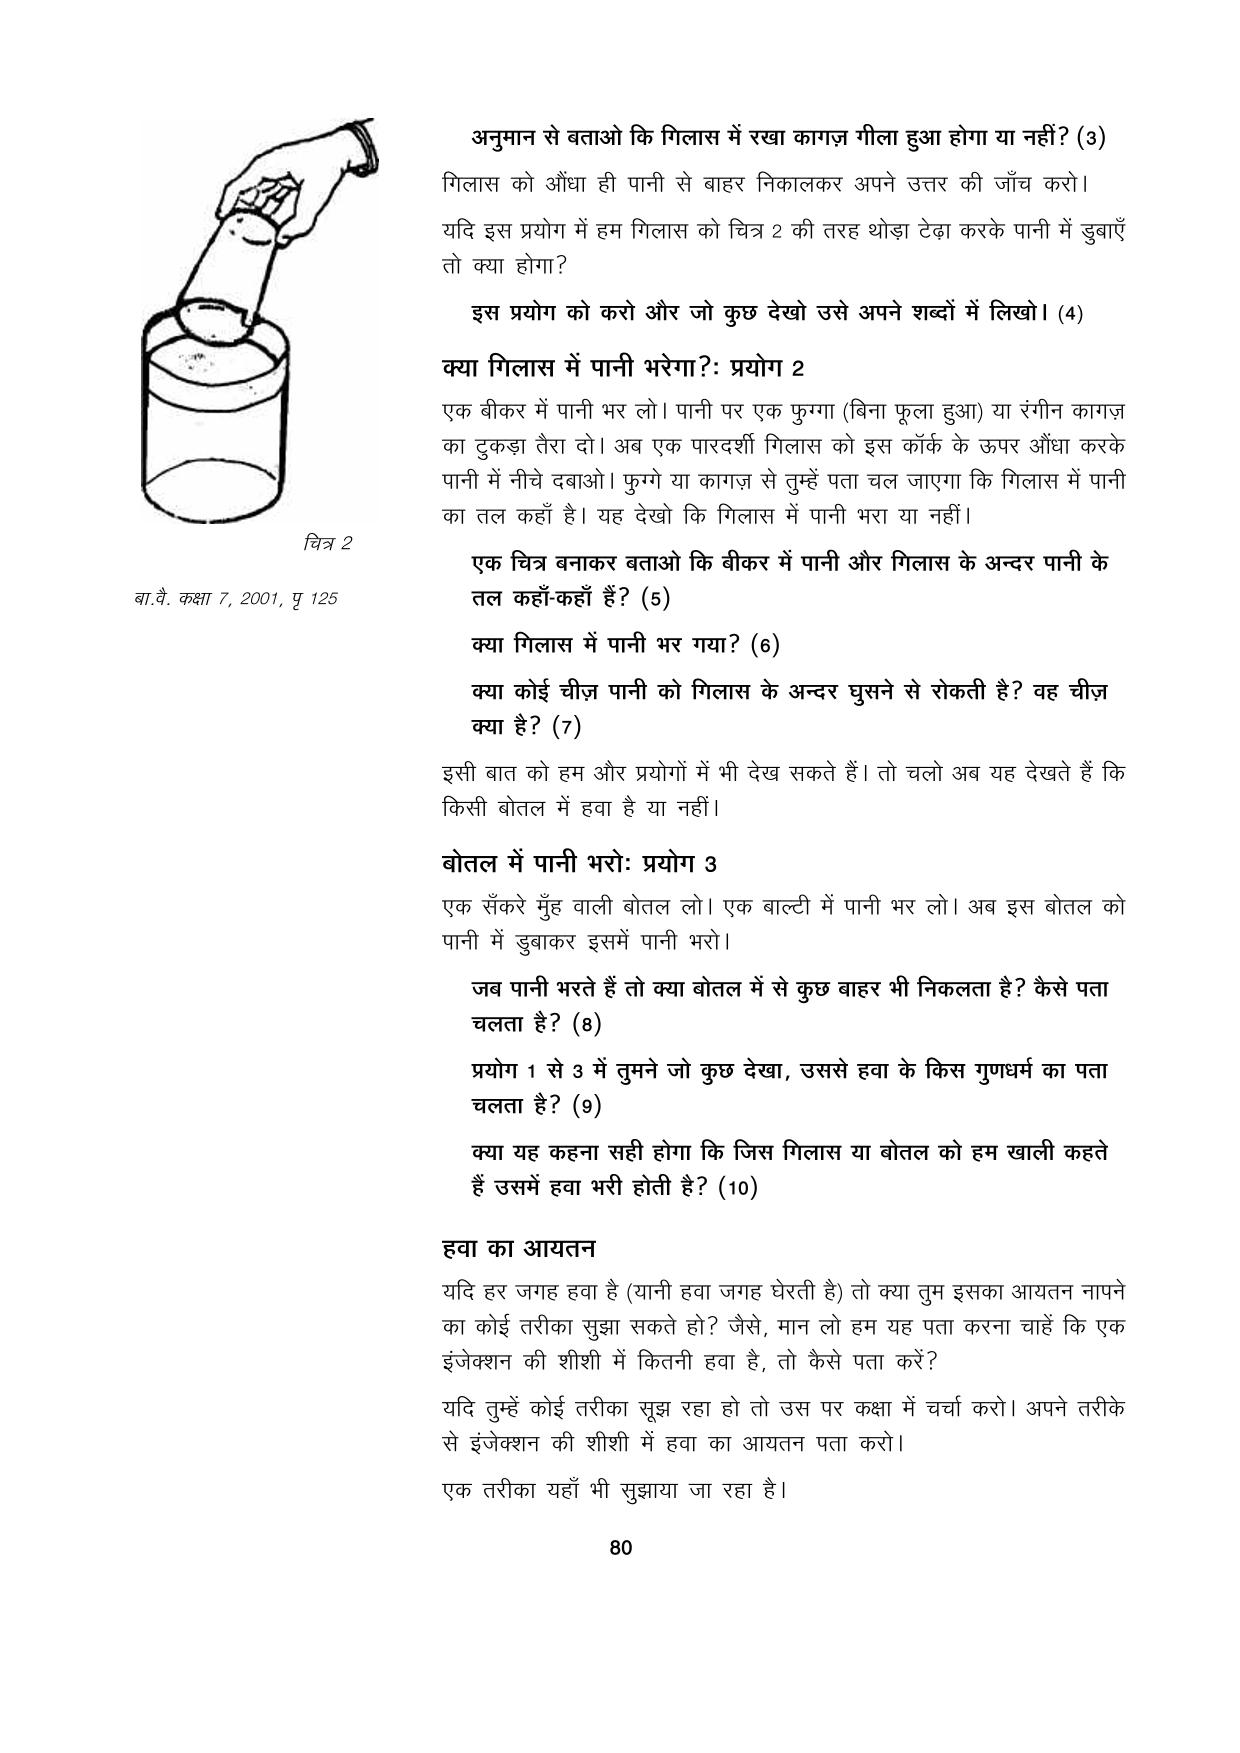 अनुमान से बताओ कि गिलास में रखा कागज़ गीला हुआ होगा या नहीं? (3)
गिलास को औंधा ही पानी से बाहर निकालकर अपने उत्तर की जाँच करो।
यदि इस प्रयोग में हम गिलास को चित्र 2 की तरह थोड़ा टेढ़ा करके पानी में डुबाएँ
तो क्या होगा?
इस प्रयोग को करो और जो कुछ देखो उसे अपने शब्दों में लिखो। (4)
क्या गिलास में पानी भरेगा?: प्रयोग 2
एक बीकर में पानी भर लो। पानी पर एक फुग्गा (बिना फूला हुआ) या रंगीन कागज़
का टुकड़ा तैरा दो। अब एक पारदर्शी गिलास को इस कॉर्क के ऊपर औंधा करके
पानी में नीचे दबाओ। फुग्गे या कागज़ से तुम्हें पता चल जाएगा कि गिलास में पानी
का तल कहाँ है। यह देखो कि गिलास में पानी भरा या नहीं।
चित्र 2
बा.वै. कक्षा 7, 2001, पृ 125
एक चित्र बनाकर बताओ कि बीकर में पानी और गिलास के अन्दर पानी के
तल कहाँ-कहाँ हैं? (5)
क्या गिलास में पानी भर गया? (6)
क्या कोई चीज़ पानी को गिलास के अन्दर घुसने से रोकती है? वह चीज़
क्या है? (7)
इसी बात को हम और प्रयोगों में भी देख सकते हैं। तो चलो अब यह देखते हैं कि
किसी बोतल में हवा है या नहीं।
बोतल में पानी भरो: प्रयोग 3
एक सँकरे मुँह वाली बोतल लो। एक बाल्टी में पानी भर लो। अब इस बोतल को
पानी में डुबाकर इसमें पानी भरो।
जब पानी भरते हैं तो क्या बोतल में से कुछ बाहर भी निकलता है? कैसे पता
चलता है? (8)
प्रयोग 1 से 3 में तुमने जो कुछ देखा, उससे हवा के किस गुणधर्म का पता
चलता है? (9)
क्या यह कहना सही होगा कि जिस गिलास या बोतल को हम खाली कहते
हैं उसमें हवा भरी होती है? (10)
हवा का आयतन
यदि हर जगह हवा है (यानी हवा जगह घेरती है) तो क्या तुम इसका आयतन नापने
का कोई तरीका सुझा सकते हो? जैसे, मान लो हम यह पता करना चाहें कि एक
इंजेक्शन की शीशी में कितनी हवा है, तो कैसे पता करें?
यदि तुम्हें कोई तरीका सूझ रहा हो तो उस पर कक्षा में चर्चा करो। अपने तरीके
से इंजेक्शन की शीशी में हवा का आयतन पता करो।
एक तरीका यहाँ भी सुझाया जा रहा है।
80